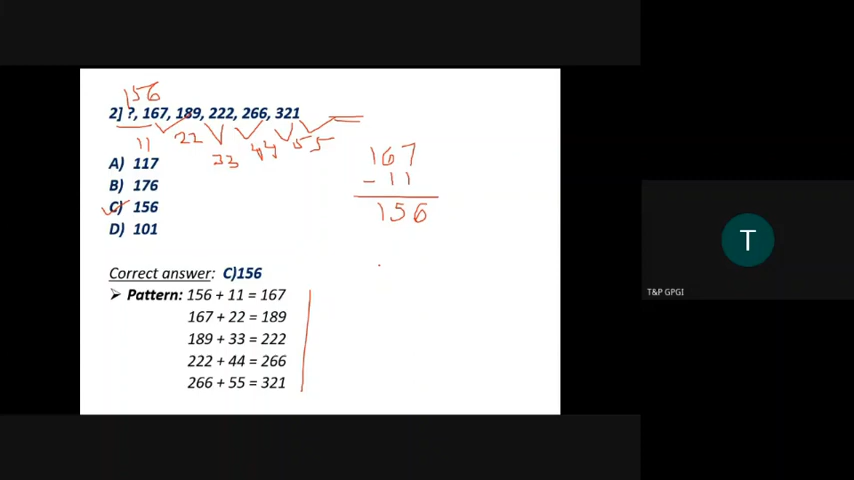 156
2] ?, 167, 189, 222, 266, 321
11 22 33 44 55
A) 117
B) 176
C) 156
D) 101
167
- 11
156
Correct answer: C)156
➢ Pattern: 156 + 11 = 167
167 + 22 = 189
189 + 33 = 222
222 + 44 = 266
266 + 55 = 321
T
T&P GPGI